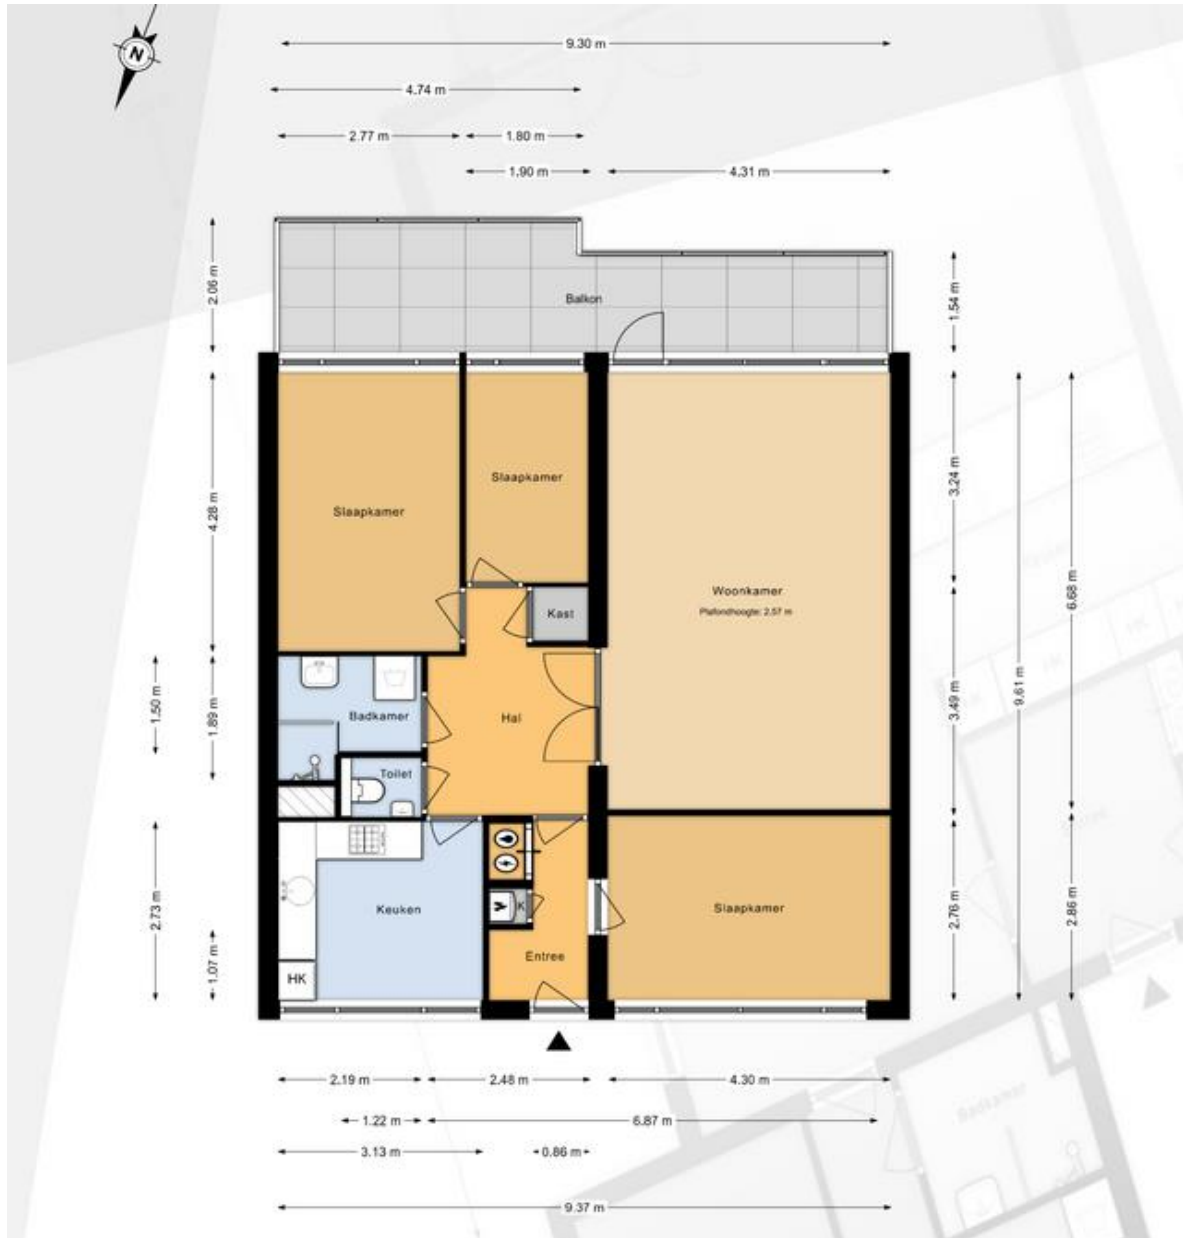 N
9.30 m
4.74 m
2.77 m
1.80 m
1.90 m
4.31 m
2.06 m
Balkon
1.54 m
4.28 m
Slaapkamer
Slaapkamer
3.24 m
Woonkamer
Plafondhoogte: 2,57 m
Kast
6.68 m
9.61 m
3.49 m
1.50 m
1.89 m
Badkamer
Hal
Toilet
2.73 m
1.07 m
Keuken
K
Slaapkamer
2.76 m
2.86 m
Entree
HK
2.19 m
2.48 m
4.30 m
1.22 m
6.87 m
3.13 m
0.86 m
9.37 m
HK
HK
Badkamer